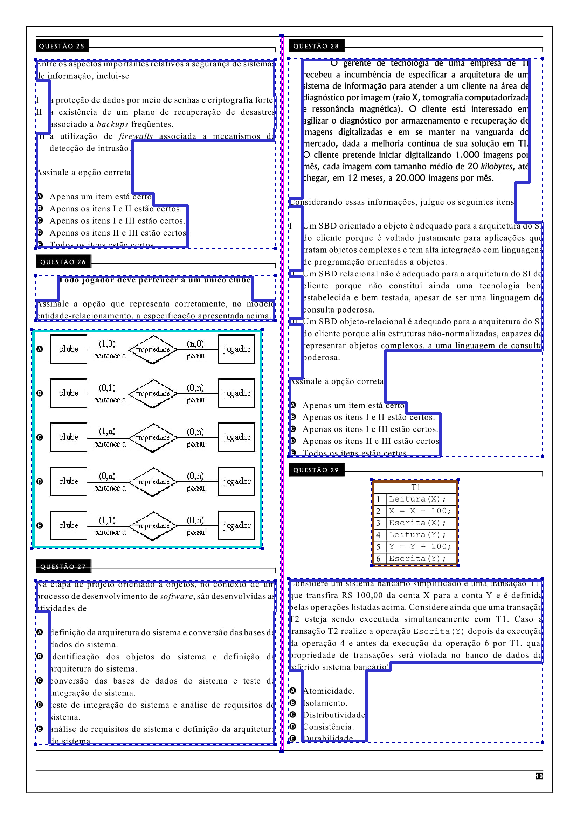 QUESTÃO 25
Entre os aspectos importantes relativos à segurança de sistemas
de informação, inclui-se
I a proteção de dados por meio de senhas e criptografia forte.
II a existência de um plano de recuperação de desastres
associado a backups freqüentes.
III a utilização de firewalls associada a mecanismos de
detecção de intrusão.
Assinale a opção correta.
A Apenas um item está certo.
B Apenas os itens I e II estão certos.
C Apenas os itens I e III estão certos.
D Apenas os itens II e III estão certos.
E Todos os itens estão certos.
QUESTÃO 26
Todo jogador deve pertencer a um único clube.
Assinale a opção que representa corretamente, no modelo
entidade-relacionamento, a especificação apresentada acima.
A clube (1,0) pertence a propriedade (n,0) possui jogador
B clube (0,1) pertence a propriedade (0,n) possui jogador
C clube (1,n) pertence a propriedade (0,n) possui jogador
D clube (0,n) pertence a propriedade possui jogador
E clube (1,1) pertence a propriedade (0,n) possui jogador
QUESTÃO 27
Na etapa de projeto orientado a objetos, no contexto de um
processo de desenvolvimento de software, são desenvolvidas as
atividades de
A definição da arquitetura do sistema e conversão das bases de
dados do sistema.
B identificação dos objetos do sistema e definição da
arquitetura do sistema.
C conversão das bases de dados do sistema e teste de
integração do sistema.
D teste de integração do sistema e análise de requisitos do
sistema.
E análise de requisitos do sistema e definição da arquitetura
do sistema.
QUESTÃO 28
O gerente de tecnologia de uma empresa de TI
recebeu a incumbência de especificar a arquitetura de um
sistema de informação para atender a um cliente na área de
diagnóstico por imagem (raio X, tomografia computadorizada
e ressonância magnética). O cliente está interessado em
agilizar o diagnóstico por armazenamento e recuperação de
imagens digitalizadas e em se manter na vanguarda do
mercado, dada a melhoria contínua de sua solução em TI.
O cliente pretende iniciar digitalizando 1.000 imagens por
mês, cada imagem com tamanho médio de 20 kilobytes, até
chegar, em 12 meses, a 20.000 imagens por mês.
Considerando essas informações, julgue os seguintes itens.
I Um SBD orientado a objeto é adequado para a arquitetura do SI
do cliente porque é voltado justamente para aplicações que
tratam objetos complexos e tem alta integração com linguagens
de programação orientadas a objetos.
II Um SBD relacional não é adequado para a arquitetura do SI do
cliente porque não constitui ainda uma tecnologia bem
estabelecida e bem testada, apesar de ser uma linguagem de
consulta poderosa.
III Um SBD objeto-relacional é adequado para a arquitetura do SI
do cliente porque alia estruturas não-normalizadas, capazes de
representar objetos complexos, a uma linguagem de consulta
poderosa.
Assinale a opção correta.
A Apenas um item está certo.
B Apenas os itens I e II estão certos.
C Apenas os itens I e III estão certos.
D Apenas os itens II e III estão certos.
E Todos os itens estão certos.
QUESTÃO 29
T1
1 Leitura(X);
2 X = X - 100;
3 Escrita(X);
4 Leitura(Y);
5 Y = Y + 100;
6 Escrita(Y);
Considere um sistema bancário simplificado e uma transação T1
que transfira R$ 100,00 da conta X para a conta Y e é definida
pelas operações listadas acima. Considere ainda que uma transação
T2 esteja sendo executada simultaneamente com T1. Caso a
transação T2 realize a operação Escrita(Y) depois da execução
da operação 4 e antes da execução da operação 6 por T1, qual
propriedade de transações será violada no banco de dados do
referido sistema bancário?
A Atomicidade.
B Isolamento.
C Distributividade.
D Consistência.
E Durabilidade.